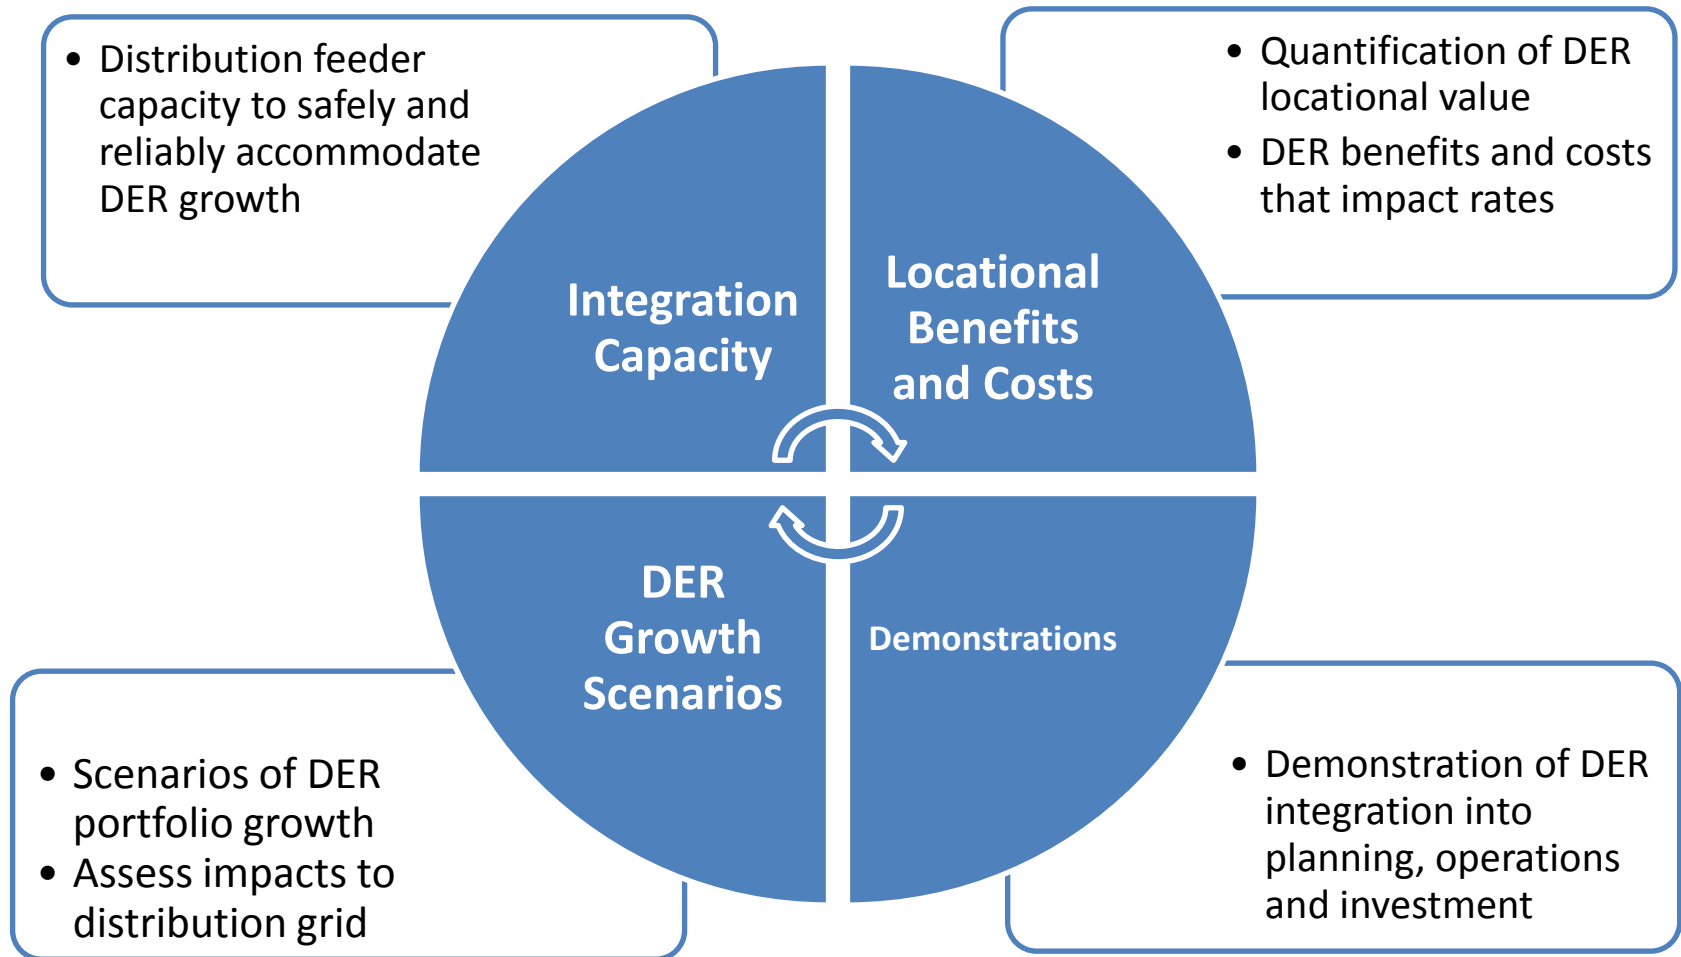 • Distribution feeder
capacity to safely and
reliably accommodate
DER growth
• Quantification of DER
locational value
• DER benefits and costs
that impact rates
Integration
Capacity
Locational
Benefits
and Costs
DER
Growth
Scenarios
Demonstrations
• Scenarios of DER
portfolio growth
• Assess impacts to
distribution grid
• Demonstration of DER
integration into
planning, operations
and investment